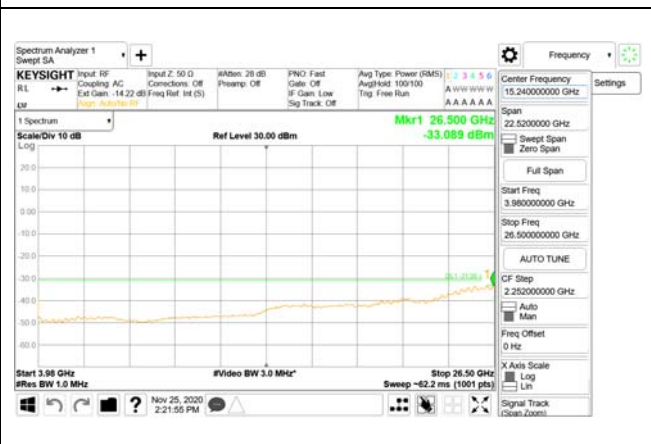 Spectrum Analyzer 1
Swept SA
Frequency
KEYSIGHT
RL
Input: RF
Coupling: AC
Ext Gain: -14.22 dB
Align: Auto/No RF
Input Z: 50 Ω
Corrections: Off
Freq Ref: Int (S)
#Atten: 28 dB
Preamp: Off
PNO: Fast
Gate: Off
IF Gain: Low
Sig Track: Off
Avg Type: Power (RMS)
Avg|Hold: 100/100
Trig: Free Run
1 2 3 4 5 6
A W W W W W
A A A A A A
1 Spectrum
Mkr1 26.500 GHz
-33.089 dBm
Scale/Div 10 dB
Ref Level 30.00 dBm
Log
20.0
10.0
0.00
-10.0
-20.0
-30.0
-40.0
-50.0
-60.0
1
Start 3.98 GHz
#Video BW 3.0 MHz*
Stop 26.50 GHz
#Res BW 1.0 MHz
Sweep ~62.2 ms (1001 pts)
Nov 25, 2020
2:21:55 PM
Center Frequency
15.240000000 GHz
Settings
Span
22.5200000 GHz
Swept Span
Zero Span
Full Span
Start Freq
3.980000000 GHz
Stop Freq
26.500000000 GHz
AUTO TUNE
CF Step
2.252000000 GHz
Auto
Man
Freq Offset
0 Hz
X Axis Scale
Log
Lin
Signal Track
(Span Zoom)